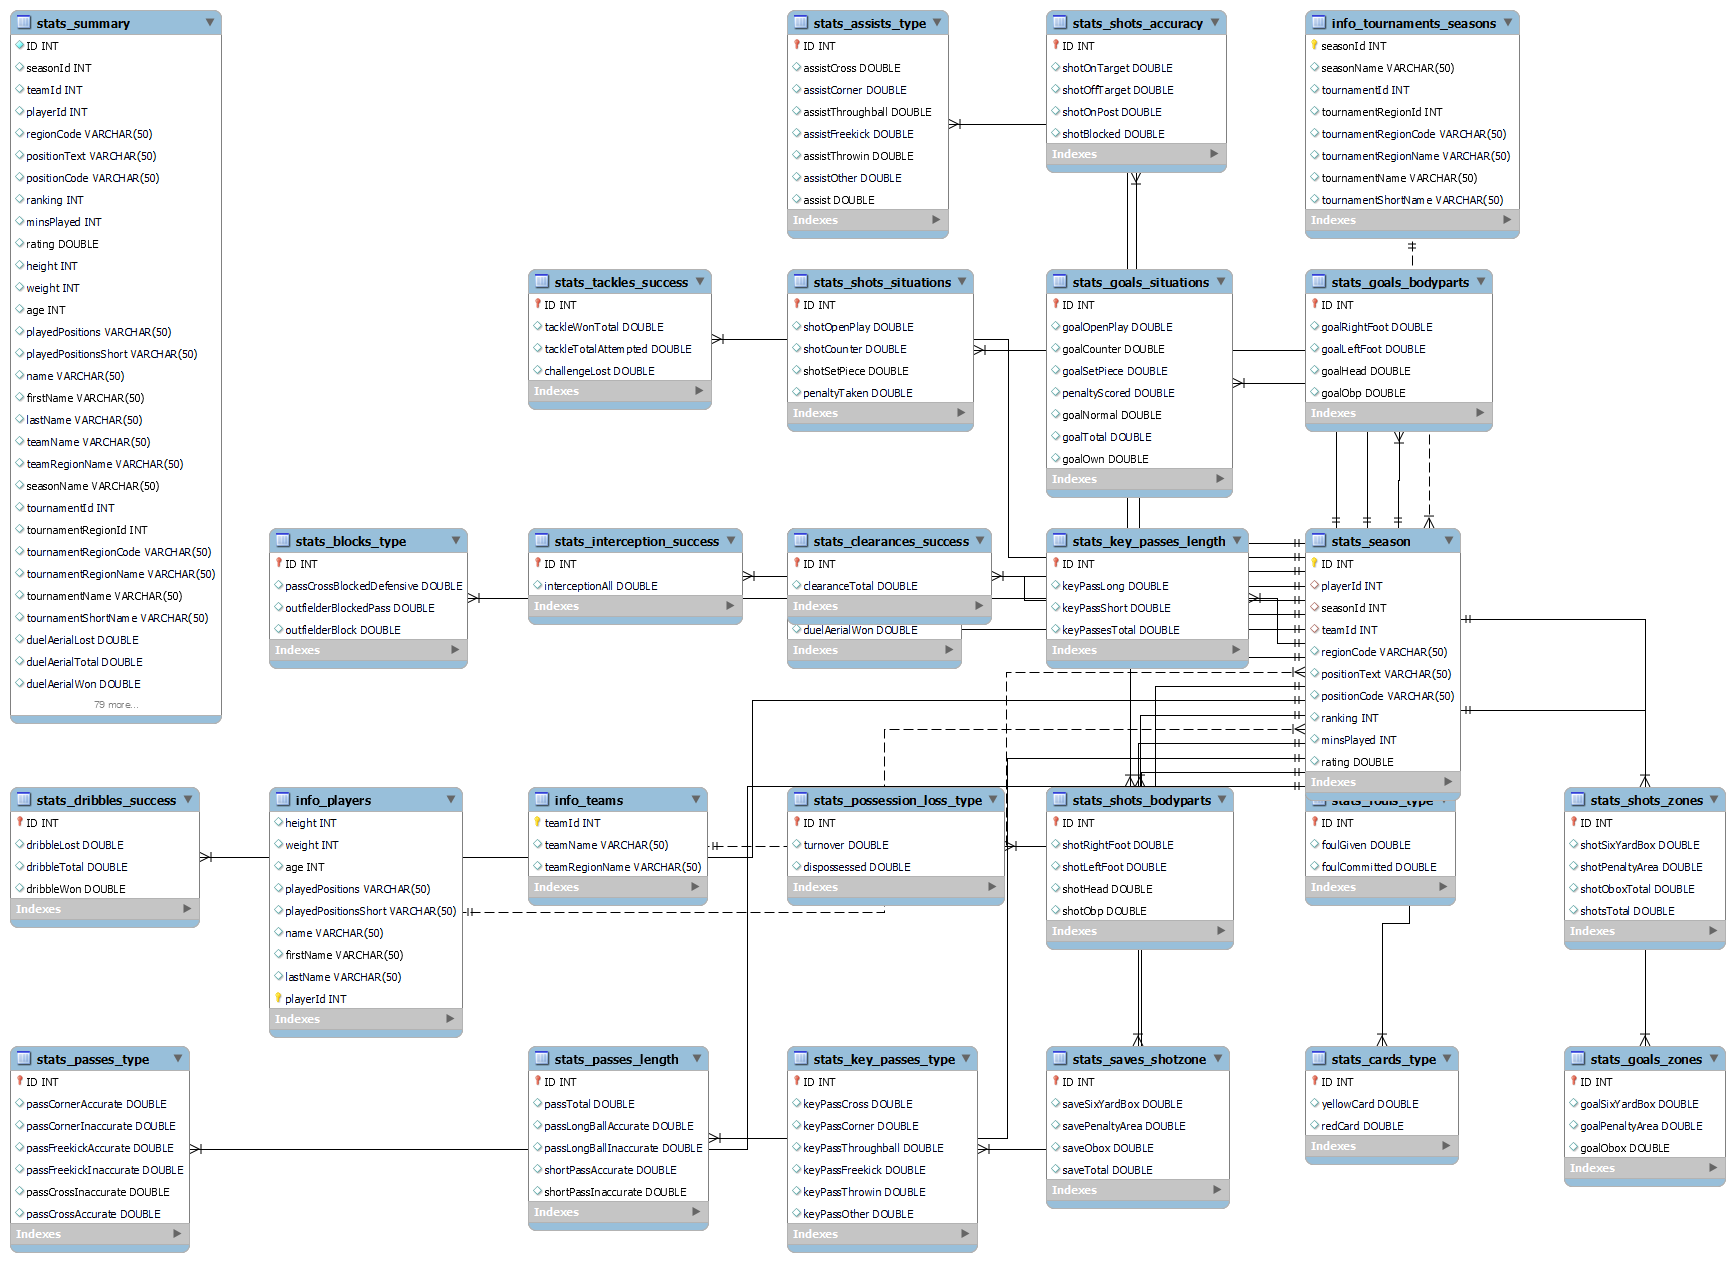 stats_summary
ID INT
seasonId INT
teamId INT
playerId INT
regionCode VARCHAR(50)
positionText VARCHAR(50)
positionCode VARCHAR(50)
ranking INT
minsPlayed INT
rating DOUBLE
height INT
weight INT
age INT
playedPositions VARCHAR(50)
playedPositionsShort VARCHAR(50)
name VARCHAR(50)
firstName VARCHAR(50)
lastName VARCHAR(50)
teamName VARCHAR(50)
teamRegionName VARCHAR(50)
seasonName VARCHAR(50)
tournamentId INT
tournamentRegionId INT
tournamentRegionCode VARCHAR(50)
tournamentRegionName VARCHAR(50)
tournamentName VARCHAR(50)
tournamentShortName VARCHAR(50)
duelAerialLost DOUBLE
duelAerialTotal DOUBLE
duelAerialWon DOUBLE
79 more...
stats_assists_type
ID INT
assistCross DOUBLE
assistCorner DOUBLE
assistThroughball DOUBLE
assistFreekick DOUBLE
assistThrowin DOUBLE
assistOther DOUBLE
assist DOUBLE
Indexes
stats_shots_accuracy
ID INT
shotOnTarget DOUBLE
shotOffTarget DOUBLE
shotOnPost DOUBLE
shotBlocked DOUBLE
Indexes
info_tournaments_seasons
seasonId INT
seasonName VARCHAR(50)
tournamentId INT
tournamentRegionId INT
tournamentRegionCode VARCHAR(50)
tournamentRegionName VARCHAR(50)
tournamentName VARCHAR(50)
tournamentShortName VARCHAR(50)
Indexes
stats_tackles_success
ID INT
tackleWonTotal DOUBLE
tackleTotalAttempted DOUBLE
challengeLost DOUBLE
Indexes
stats_shots_situations
ID INT
shotOpenPlay DOUBLE
shotCounter DOUBLE
shotSetPiece DOUBLE
penaltyTaken DOUBLE
Indexes
stats_goals_situations
ID INT
goalOpenPlay DOUBLE
goalCounter DOUBLE
goalSetPiece DOUBLE
penaltyScored DOUBLE
goalNormal DOUBLE
goalTotal DOUBLE
goalOwn DOUBLE
Indexes
stats_goals_bodyparts
ID INT
goalRightFoot DOUBLE
goalLeftFoot DOUBLE
goalHead DOUBLE
goalObp DOUBLE
Indexes
stats_blocks_type
ID INT
passCrossBlockedDefensive DOUBLE
outfielderBlockedPass DOUBLE
outfielderBlock DOUBLE
Indexes
stats_interception_success
ID INT
interceptionAll DOUBLE
Indexes
stats_clearances_success
ID INT
clearanceTotal DOUBLE
Indexes
duelAerialWon DOUBLE
Indexes
stats_key_passes_length
ID INT
keyPassLong DOUBLE
keyPassShort DOUBLE
keyPassesTotal DOUBLE
Indexes
stats_season
ID INT
playerId INT
seasonId INT
teamId INT
regionCode VARCHAR(50)
positionText VARCHAR(50)
positionCode VARCHAR(50)
ranking INT
minsPlayed INT
rating DOUBLE
Indexes
stats_dribbles_success
ID INT
dribbleLost DOUBLE
dribbleTotal DOUBLE
dribbleWon DOUBLE
Indexes
info_players
height INT
weight INT
age INT
playedPositions VARCHAR(50)
playedPositionsShort VARCHAR(50)
name VARCHAR(50)
firstName VARCHAR(50)
lastName VARCHAR(50)
playerId INT
Indexes
info_teams
teamId INT
teamName VARCHAR(50)
teamRegionName VARCHAR(50)
Indexes
stats_possession_loss_type
ID INT
turnover DOUBLE
dispossessed DOUBLE
Indexes
stats_shots_bodyparts
ID INT
shotRightFoot DOUBLE
shotLeftFoot DOUBLE
shotHead DOUBLE
shotObp DOUBLE
Indexes
stats_fouls_type
ID INT
foulGiven DOUBLE
foulCommitted DOUBLE
Indexes
stats_shots_zones
ID INT
shotSixYardBox DOUBLE
shotPenaltyArea DOUBLE
shotOboxTotal DOUBLE
shotsTotal DOUBLE
Indexes
stats_passes_type
ID INT
passCornerAccurate DOUBLE
passCornerInaccurate DOUBLE
passFreekickAccurate DOUBLE
passFreekickInaccurate DOUBLE
passCrossInaccurate DOUBLE
passCrossAccurate DOUBLE
Indexes
stats_passes_length
ID INT
passTotal DOUBLE
passLongBallAccurate DOUBLE
passLongBallInaccurate DOUBLE
shortPassAccurate DOUBLE
shortPassInaccurate DOUBLE
Indexes
stats_key_passes_type
ID INT
keyPassCross DOUBLE
keyPassCorner DOUBLE
keyPassThroughball DOUBLE
keyPassFreekick DOUBLE
keyPassThrowin DOUBLE
keyPassOther DOUBLE
Indexes
stats_saves_shotzone
ID INT
saveSixYardBox DOUBLE
savePenaltyArea DOUBLE
saveObox DOUBLE
saveTotal DOUBLE
Indexes
stats_cards_type
ID INT
yellowCard DOUBLE
redCard DOUBLE
Indexes
stats_goals_zones
ID INT
goalSixYardBox DOUBLE
goalPenaltyArea DOUBLE
goalObox DOUBLE
Indexes